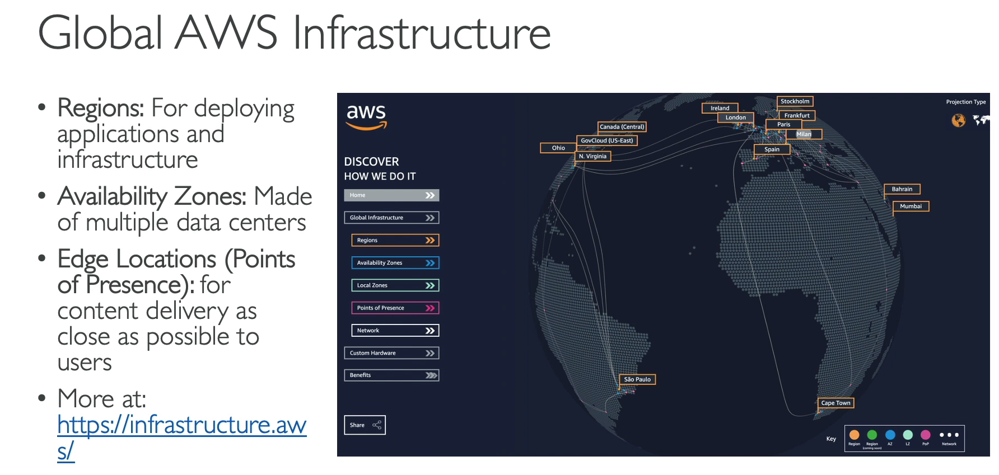 Global AWS Infrastructure
• Regions: For deploying
applications and
infrastructure
• Availability Zones: Made
of multiple data centers
• Edge Locations (Points
of Presence): for
content delivery as
close as possible to
users
• More at:
https://infrastructure.aw
s/
aws
DISCOVER
HOW WE DO IT
Home
Global Infrastructure
Regions
Availability Zones
Local Zones
Points of Presence
Network
Custom Hardware
Benefits
Share
Projection Type
Stockholm
Ireland
Frankfurt
London
Paris
Canada (Central)
Milan
GovCloud (US-East)
Ohio
Spain
N. Virginia
Bahrain
Mumbai
São Paulo
Cape Town
Key
Region
Region
(coming soon)
AZ
LZ
PoP
Network